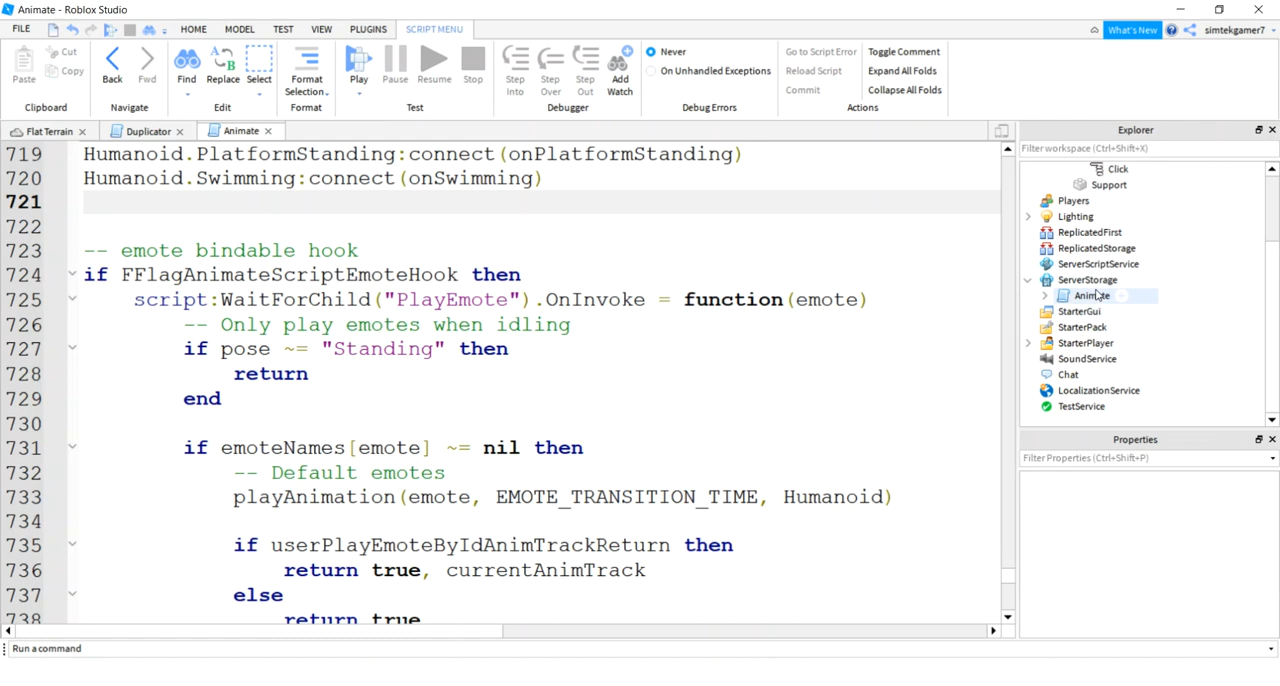 Animate - Roblox Studio
FILE HOME MODEL TEST VIEW PLUGINS SCRIPT MENU What's New simtekgamer7
Paste Cut Copy Back Fwd Find Replace Select Format Selection Play Pause Resume Stop Step Into Step Over Step Out Add Watch Never On Unhandled Exceptions Go to Script Error Reload Script Commit Toggle Comment Expand All Folds Collapse All Folds
Clipboard Navigate Edit Format Test Debugger Debug Errors Actions
Flat Terrain Duplicator Animate
719 Humanoid.PlatformStanding:connect(onPlatformStanding)
720 Humanoid.Swimming:connect(onSwimming)
721
722
723 -- emote bindable hook
724 if FFlagAnimateScriptEmoteHook then
725 script:WaitForChild("PlayEmote").OnInvoke = function(emote)
726 -- Only play emotes when idling
727 if pose ~= "Standing" then
728 return
729 end
730
731 if emoteNames[emote] ~= nil then
732 -- Default emotes
733 playAnimation(emote, EMOTE_TRANSITION_TIME, Humanoid)
734
735 if userPlayEmoteByIdAnimTrackReturn then
736 return true, currentAnimTrack
737 else
738 return true
Explorer
Filter workspace (Ctrl+Shift+X)
Click
Support
Players
Lighting
ReplicatedFirst
ReplicatedStorage
ServerScriptService
ServerStorage
Animate
StarterGui
StarterPack
StarterPlayer
SoundService
Chat
LocalizationService
TestService
Properties
Filter Properties (Ctrl+Shift+P)
Run a command